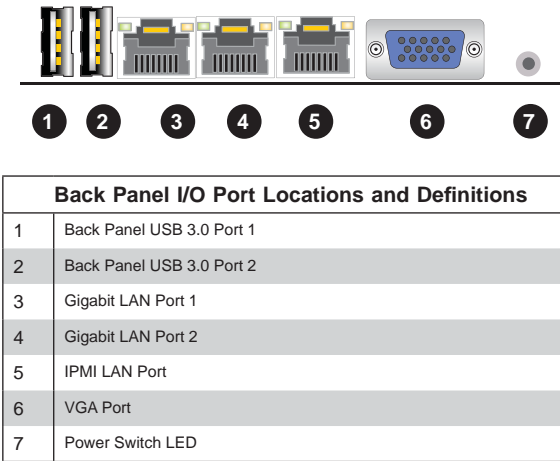 1 2 3 4 5 6 7
Back Panel I/O Port Locations and Definitions
1 Back Panel USB 3.0 Port 1
2 Back Panel USB 3.0 Port 2
3 Gigabit LAN Port 1
4 Gigabit LAN Port 2
5 IPMI LAN Port
6 VGA Port
7 Power Switch LED